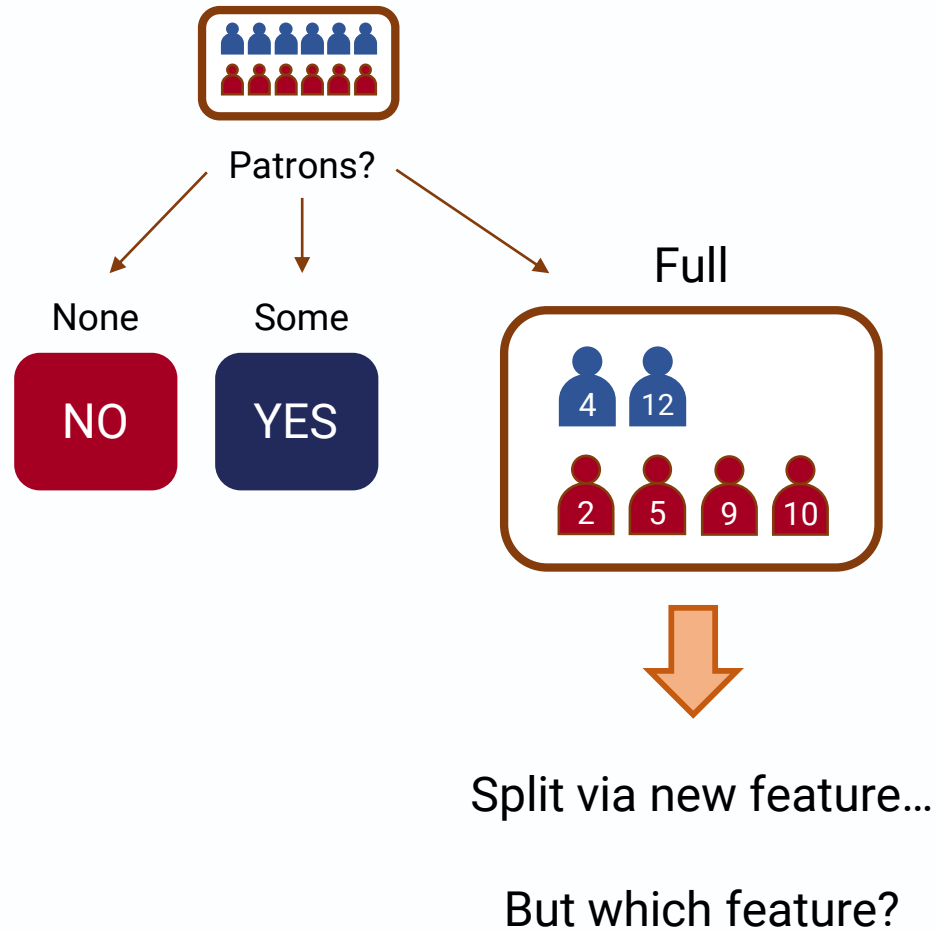 Patrons?
Full
None
Some
NO
YES
4 12
2 5 9 10
Split via new feature…
But which feature?